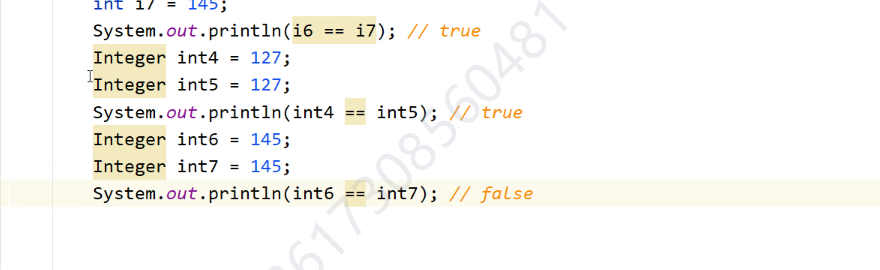 int i7 = 145;
System.out.println(i6 == i7); // true
Integer int4 = 127;
Integer int5 = 127;
System.out.println(int4 == int5); // true
Integer int6 = 145;
Integer int7 = 145;
System.out.println(int6 == int7); // false
8617308560481